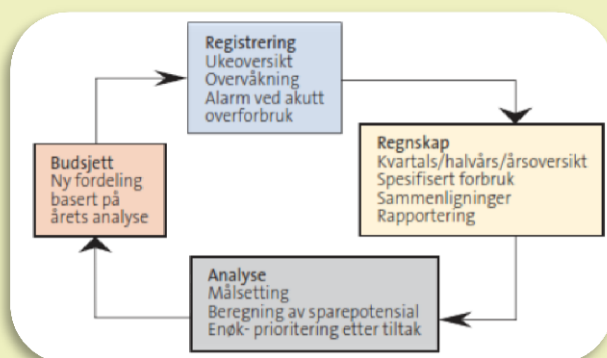 Registrering
Ukeoversikt
Overvåkning
Alarm ved akutt
overforbruk
Regnskap
Kvartals/halvårs/årsoversikt
Spesifisert forbruk
Sammenligninger
Rapportering
Analyse
Målsetting
Beregning av sparepotensial
Enøk- prioritering etter tiltak
Budsjett
Ny fordeling
basert på
årets analyse